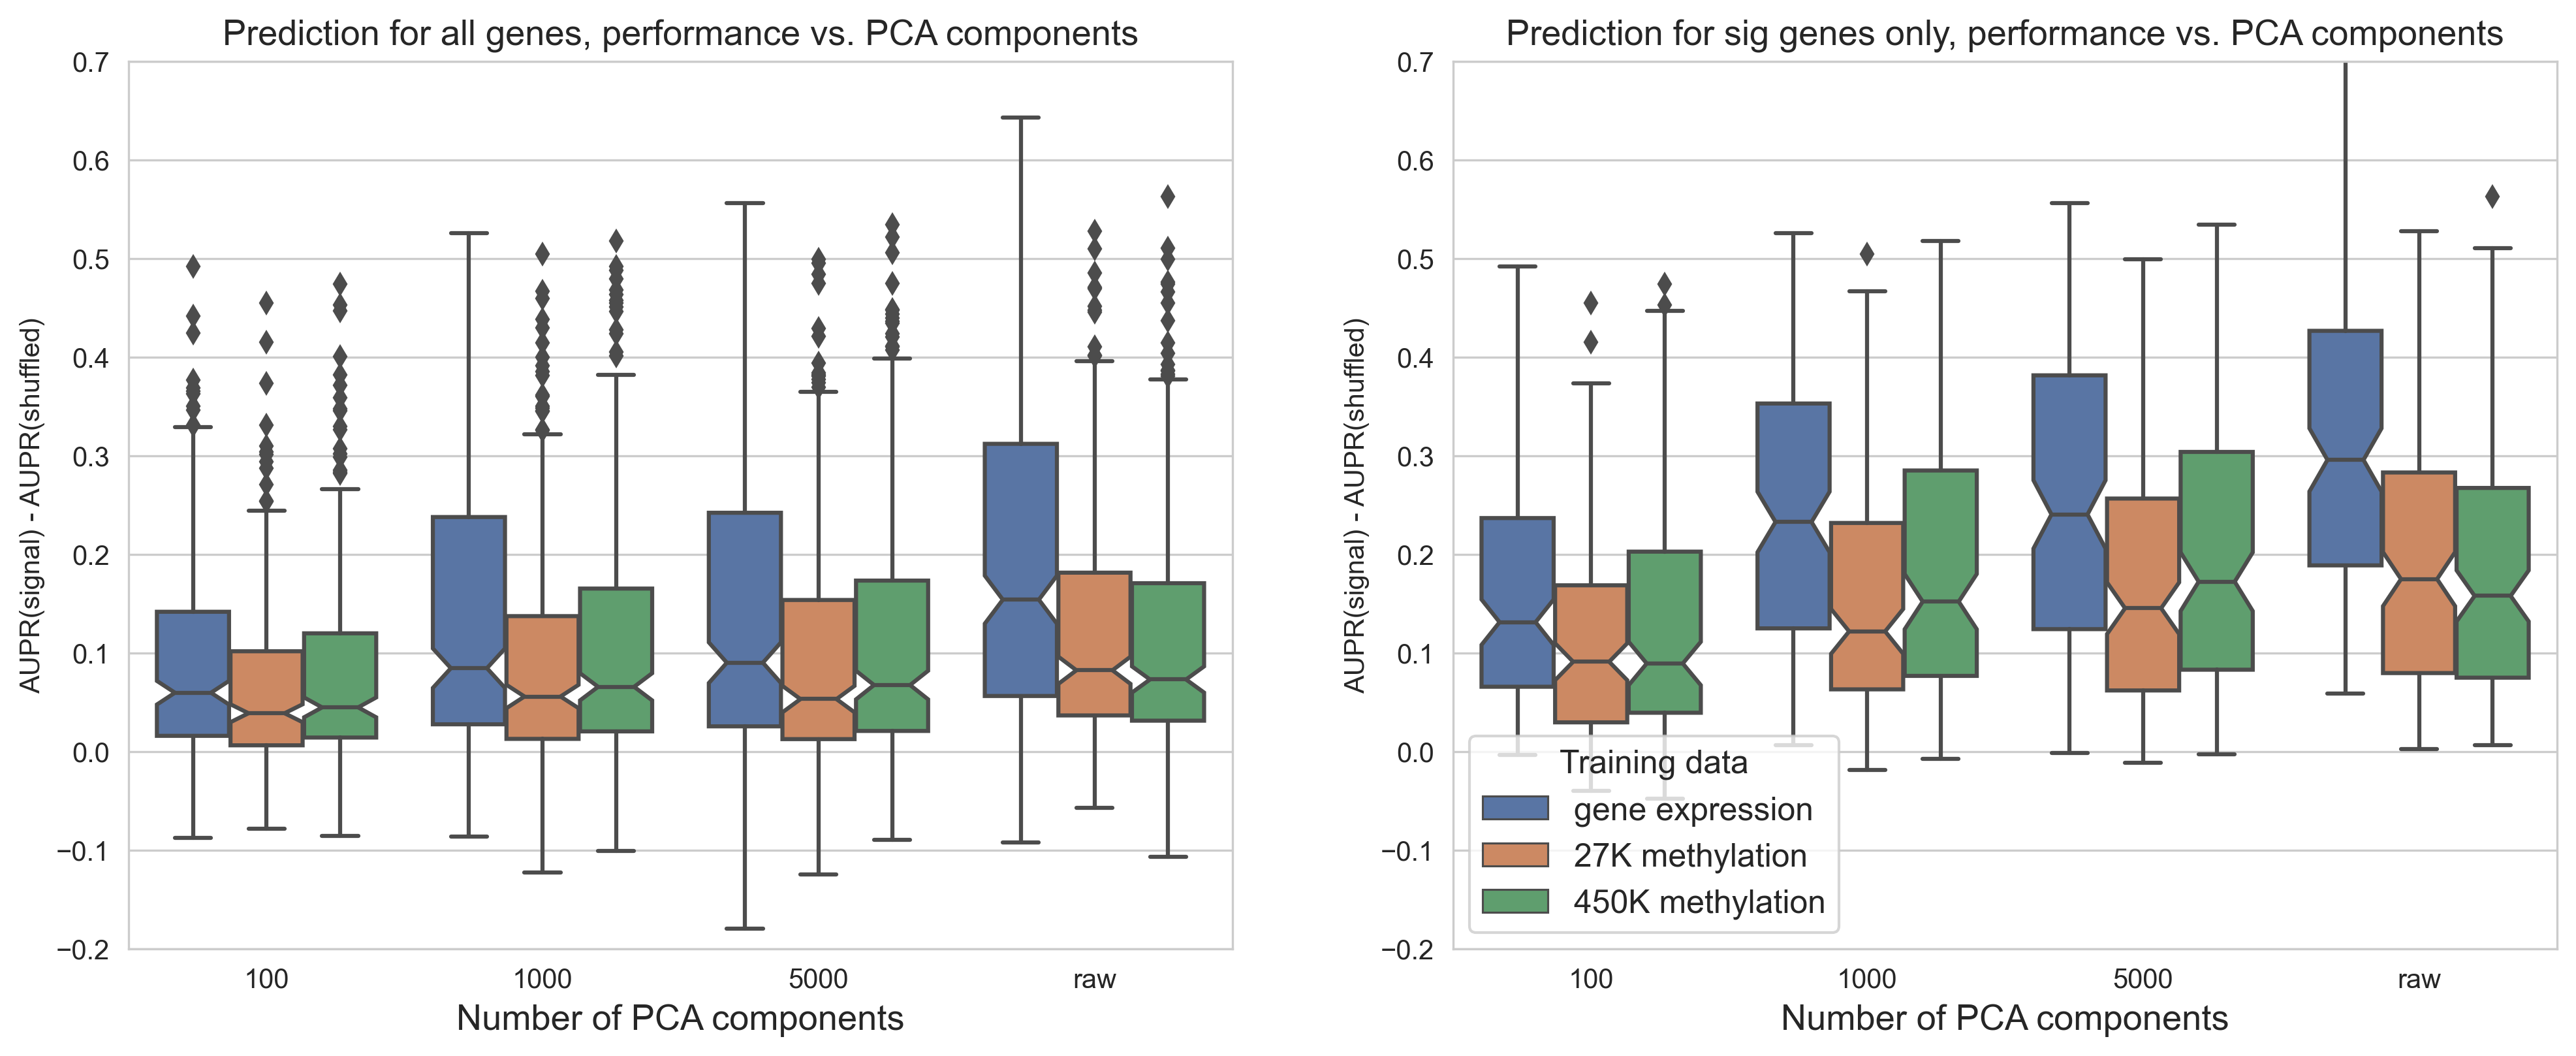 Prediction for all genes, performance vs. PCA components
0.7
0.6
0.5
0.4
0.3
0.2
0.1
0.0
−0.1
−0.2
AUPR(signal) - AUPR(shuffled)
100 1000 5000 raw
Number of PCA components
Prediction for sig genes only, performance vs. PCA components
0.7
0.6
0.5
0.4
0.3
0.2
0.1
0.0
−0.1
−0.2
AUPR(signal) - AUPR(shuffled)
Training data
gene expression
27K methylation
450K methylation
100 1000 5000 raw
Number of PCA components